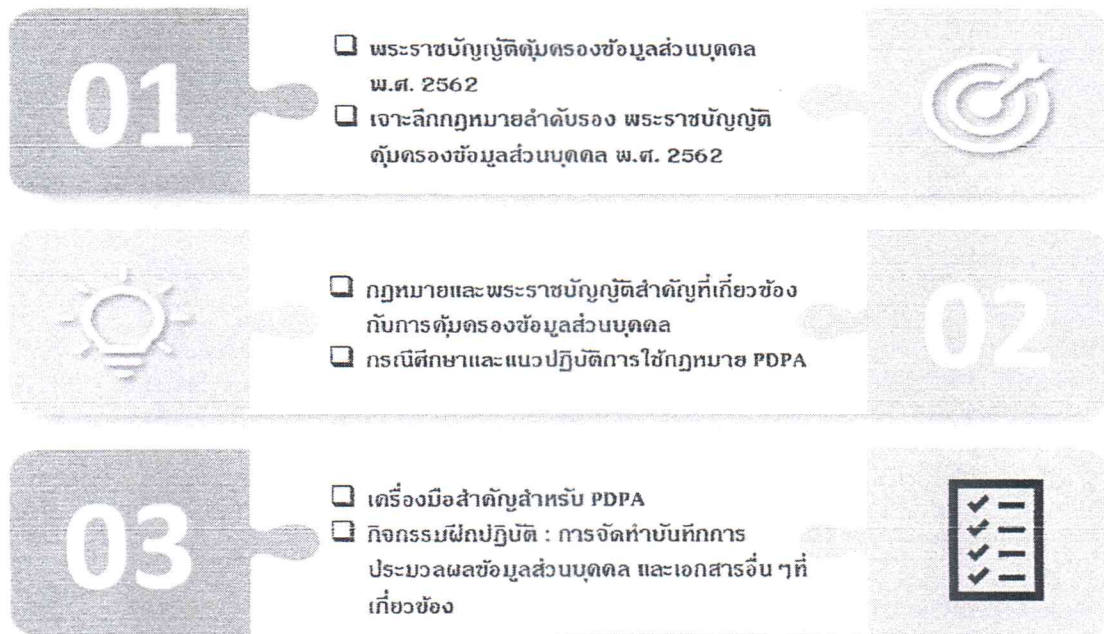 01
❑ พระราชบัญญัติคุ้มครองข้อมูลส่วนบุคคล
พ.ศ. 2562
❑ เจาะลึกกฎหมายลำดับรอง พระราชบัญญัติ
คุ้มครองข้อมูลส่วนบุคคล พ.ศ. 2562
❑ กฎหมายและพระราชบัญญัติสำคัญที่เกี่ยวข้อง
กับการคุ้มครองข้อมูลส่วนบุคคล
❑ กรณีศึกษาและแนวปฏิบัติการใช้กฎหมาย PDPA
02
03
❑ เครื่องมือสำคัญสำหรับ PDPA
❑ กิจกรรมฝึกปฏิบัติ : การจัดทำบันทึกการ
ประมวลผลข้อมูลส่วนบุคคล และเอกสารอื่น ๆที่
เกี่ยวข้อง